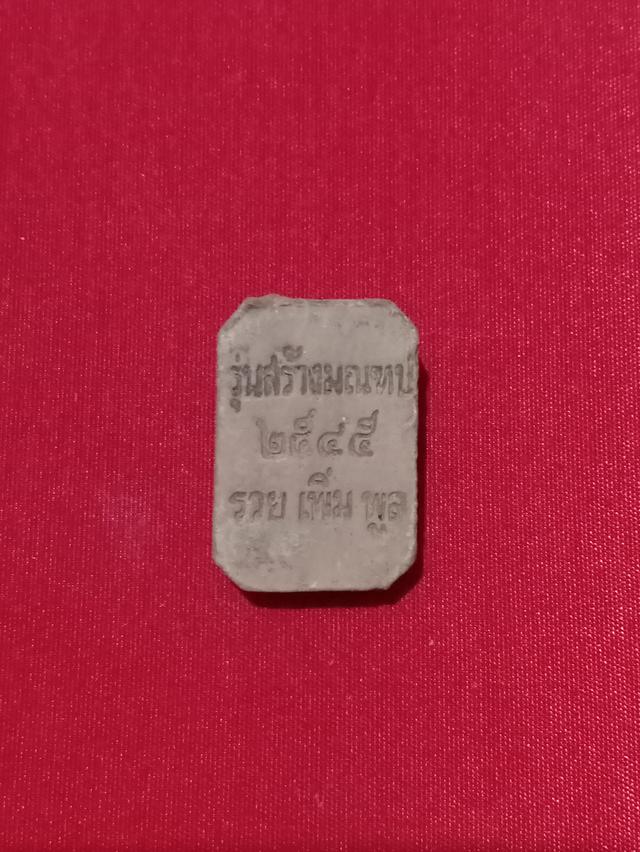 รุ่นสร้างมณฑป
๒๕๔๕
รวย เพิ่ม พูล